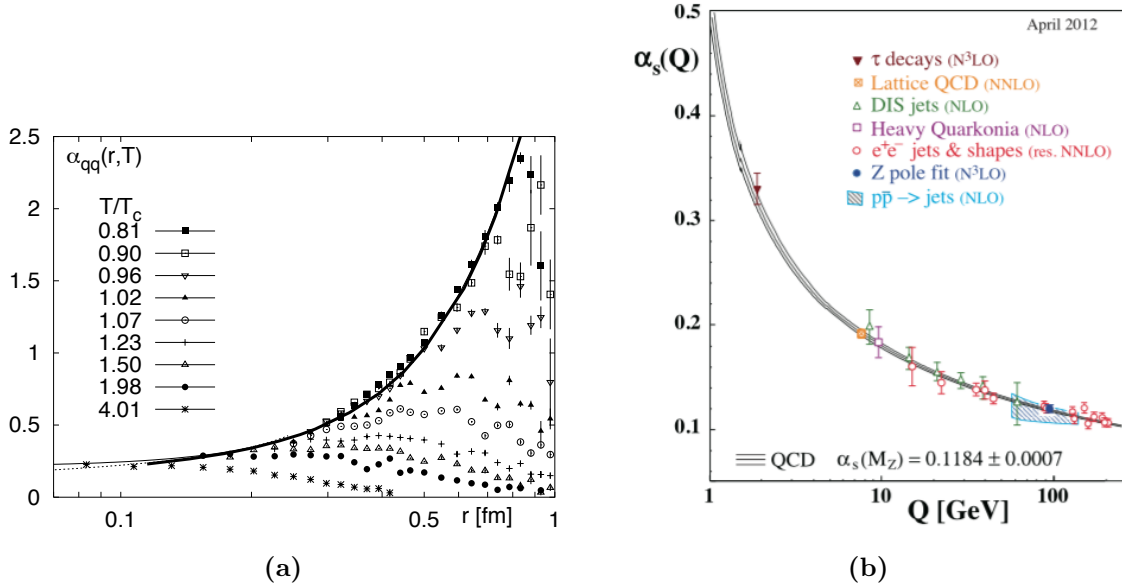 α_qq(r,T)
T/T_c
0.81
0.90
0.96
1.02
1.07
1.23
1.50
1.98
4.01
2.5
2
1.5
1
0.5
0
0.1
0.5
r [fm]
1
(a)
April 2012
α_s(Q)
τ decays (N³LO)
Lattice QCD (NNLO)
DIS jets (NLO)
Heavy Quarkonia (NLO)
e⁺e⁻ jets & shapes (res. NNLO)
Z pole fit (N³LO)
pp̅ –> jets (NLO)
0.5
0.4
0.3
0.2
0.1
QCD α_s(M_Z) = 0.1184 ± 0.0007
1
10
100
Q [GeV]
(b)